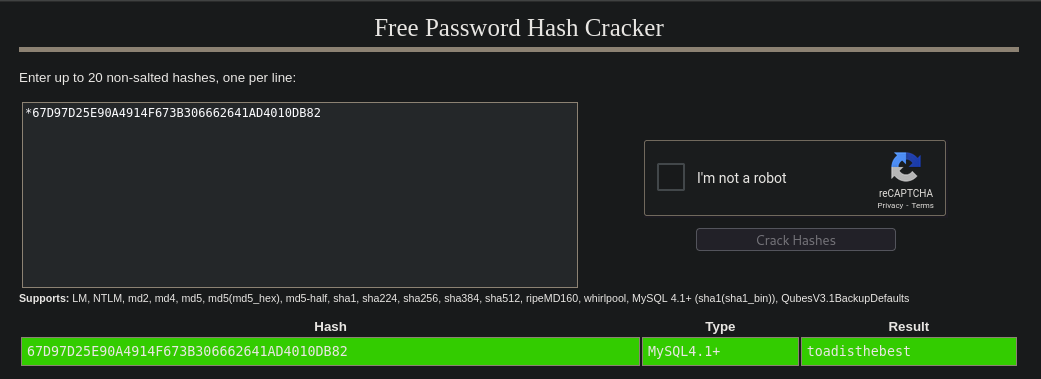 Free Password Hash Cracker
Enter up to 20 non-salted hashes, one per line:
*67D97D25E90A4914F673B306662641AD4010DB82
I'm not a robot
reCAPTCHA
Privacy - Terms
Crack Hashes
Supports: LM, NTLM, md2, md4, md5, md5(md5_hex), md5-half, sha1, sha224, sha256, sha384, sha512, ripeMD160, whirlpool, MySQL 4.1+ (sha1(sha1_bin)), QubesV3.1BackupDefaults
Hash Type Result
67D97D25E90A4914F673B306662641AD4010DB82 MySQL4.1+ toadisthebest